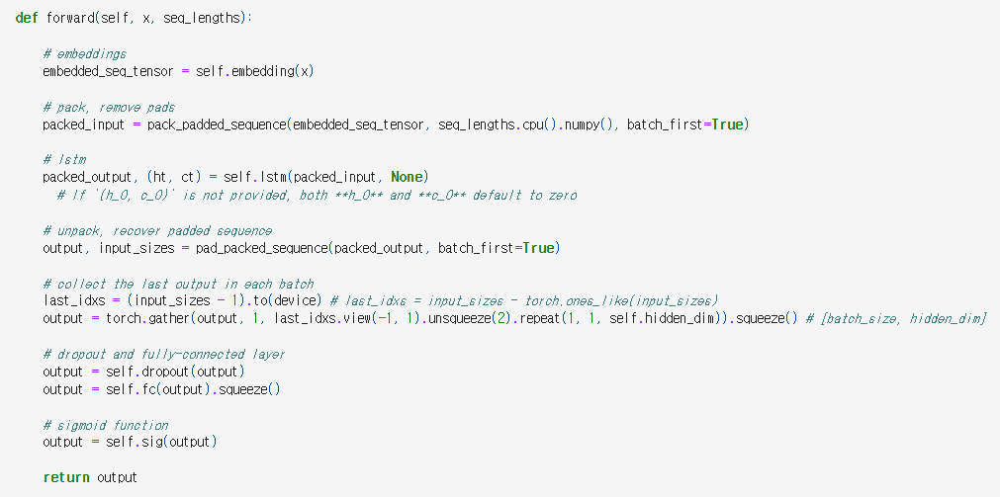 def forward(self, x, seq_lengths):
# embeddings
embedded_seq_tensor = self.embedding(x)
# pack, remove pads
packed_input = pack_padded_sequence(embedded_seq_tensor, seq_lengths.cpu().numpy(), batch_first=True)
# lstm
packed_output, (ht, ct) = self.lstm(packed_input, None)
# If `(h_0, c_0)` is not provided, both **h_0** and **c_0** default to zero
# unpack, recover padded sequence
output, input_sizes = pad_packed_sequence(packed_output, batch_first=True)
# collect the last output in each batch
last_idxs = (input_sizes - 1).to(device) # last_idxs = input_sizes - torch.ones_like(input_sizes)
output = torch.gather(output, 1, last_idxs.view(-1, 1).unsqueeze(2).repeat(1, 1, self.hidden_dim)).squeeze() # [batch_size, hidden_dim]
# dropout and fully-connected layer
output = self.dropout(output)
output = self.fc(output).squeeze()
# sigmoid function
output = self.sig(output)
return output